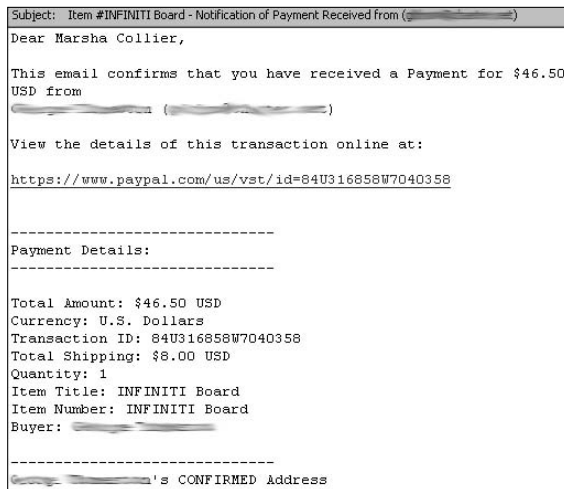 Subject: Item #INFINITI Board - Notification of Payment Received from (
Dear Marsha Collier,
This email confirms that you have received a Payment for $46.50
USD from
( )
View the details of this transaction online at:
https://www.paypal.com/us/vst/id=84U316858W7040358
------------------------------
Payment Details:
------------------------------
Total Amount: $46.50 USD
Currency: U.S. Dollars
Transaction ID: 84U316858W7040358
Total Shipping: $8.00 USD
Quantity: 1
Item Title: INFINITI Board
Item Number: INFINITI Board
Buyer:
------------------------------
's CONFIRMED Address